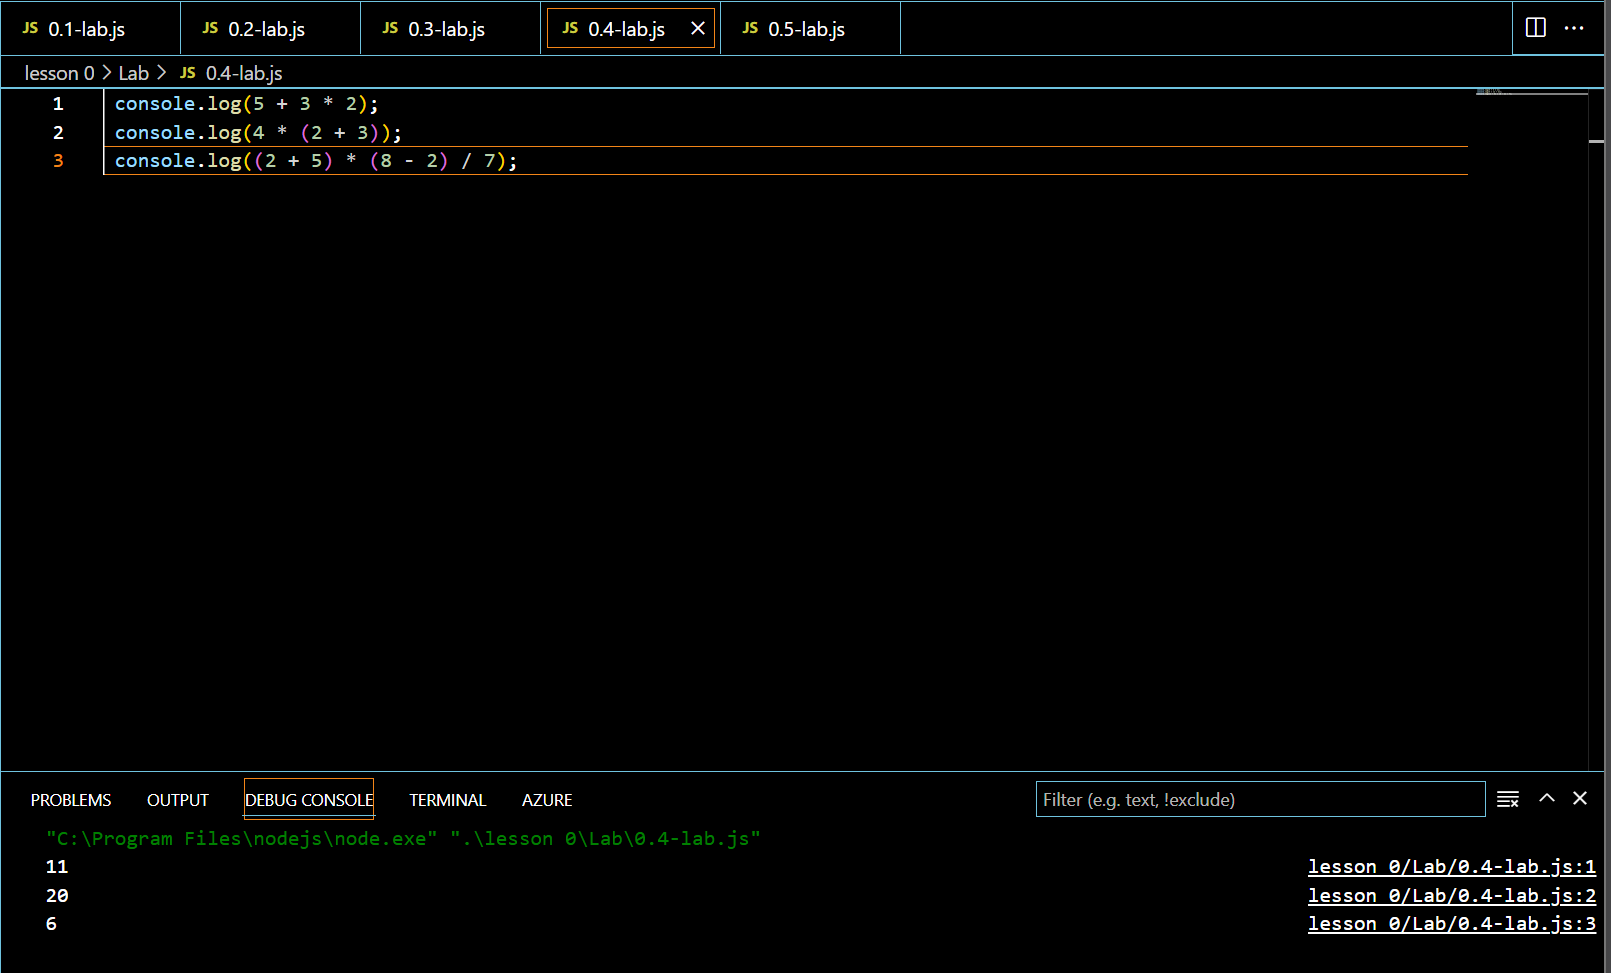 JS 0.1-lab.js JS 0.2-lab.js JS 0.3-lab.js JS 0.4-lab.js JS 0.5-lab.js
lesson 0 > Lab > JS 0.4-lab.js
1 console.log(5 + 3 * 2);
2 console.log(4 * (2 + 3));
3 console.log((2 + 5) * (8 - 2) / 7);
PROBLEMS OUTPUT DEBUG CONSOLE TERMINAL AZURE Filter (e.g. text, !exclude)
"C:\Program Files\nodejs\node.exe" ".\lesson 0\Lab\0.4-lab.js"
11 lesson 0/Lab/0.4-lab.js:1
20 lesson 0/Lab/0.4-lab.js:2
6 lesson 0/Lab/0.4-lab.js:3